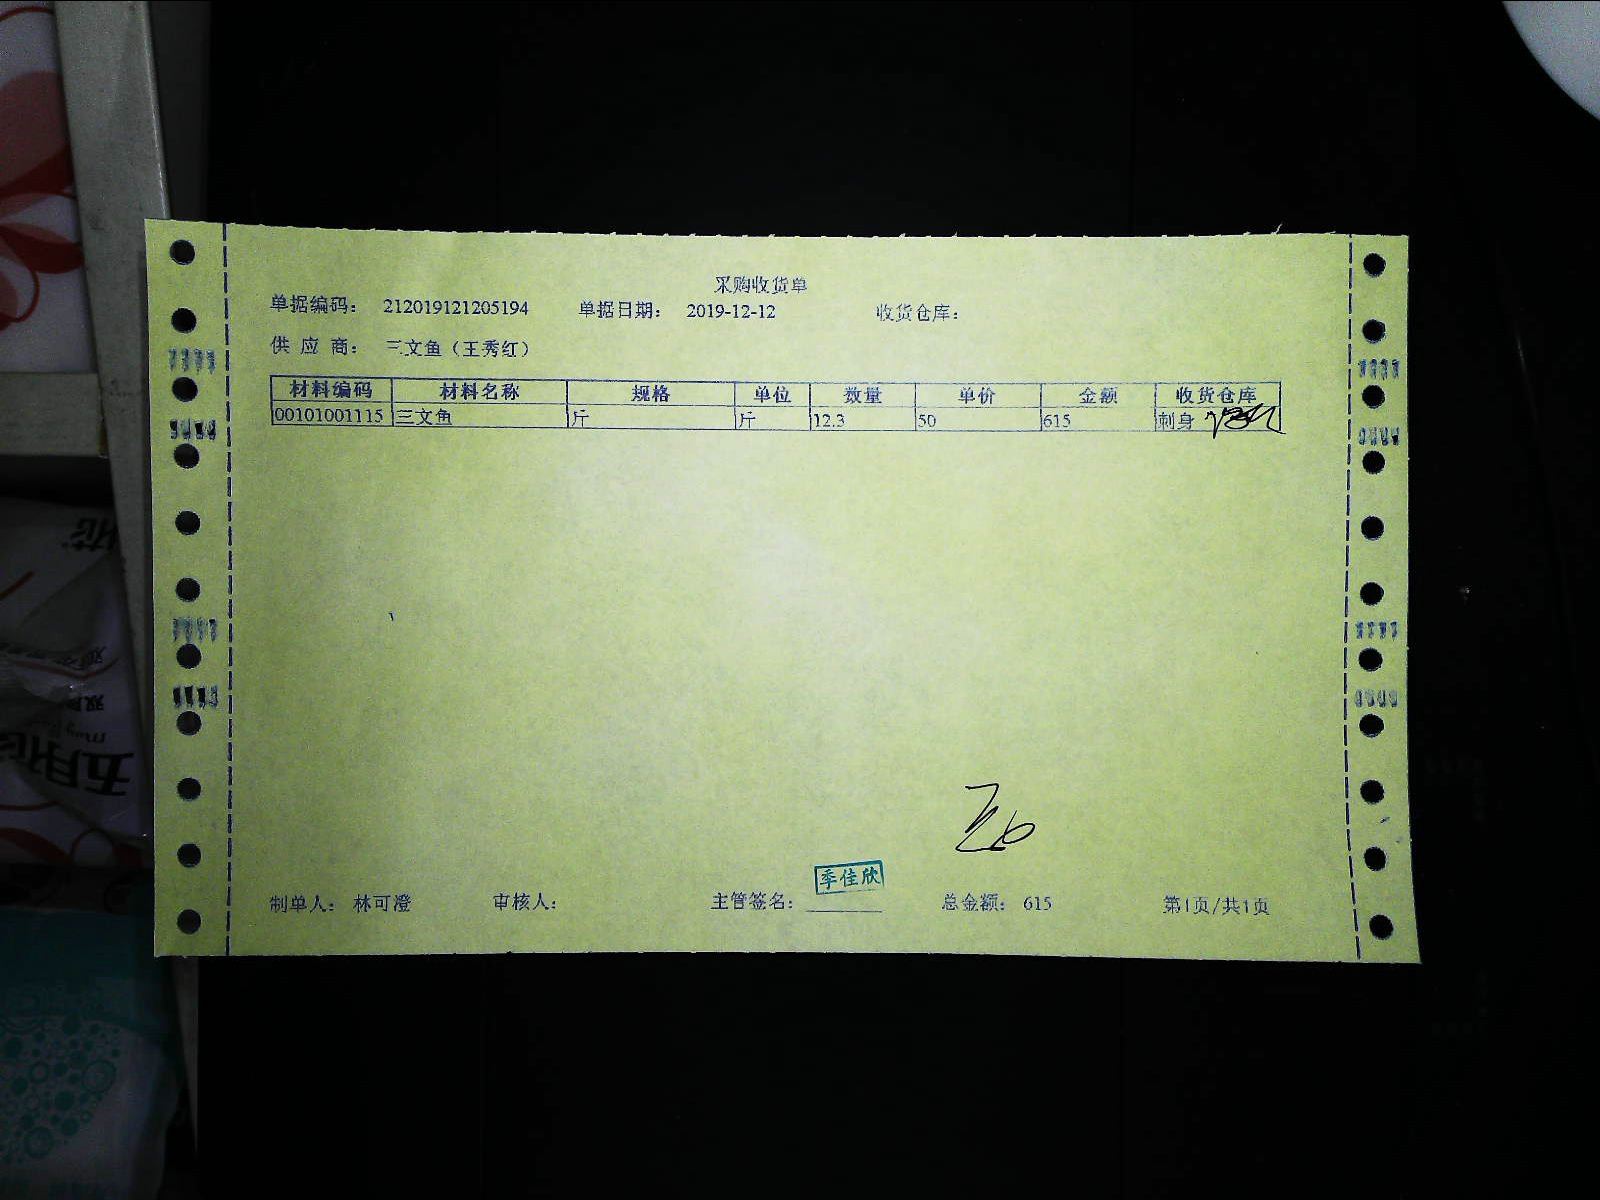 采购收货单
单据编码： 212019121205194 单据日期： 2019-12-12 收货仓库：
供 应 商： 三文鱼（王秀红）
材料编码 材料名称 规格 单位 数量 单价 金额 收货仓库
00101001115 三文鱼 斤 斤 12.3 50 615 刺身
季佳欣
制单人： 林可澄 审核人： 主管签名： 总金额： 615 第1页/共1页
五月花